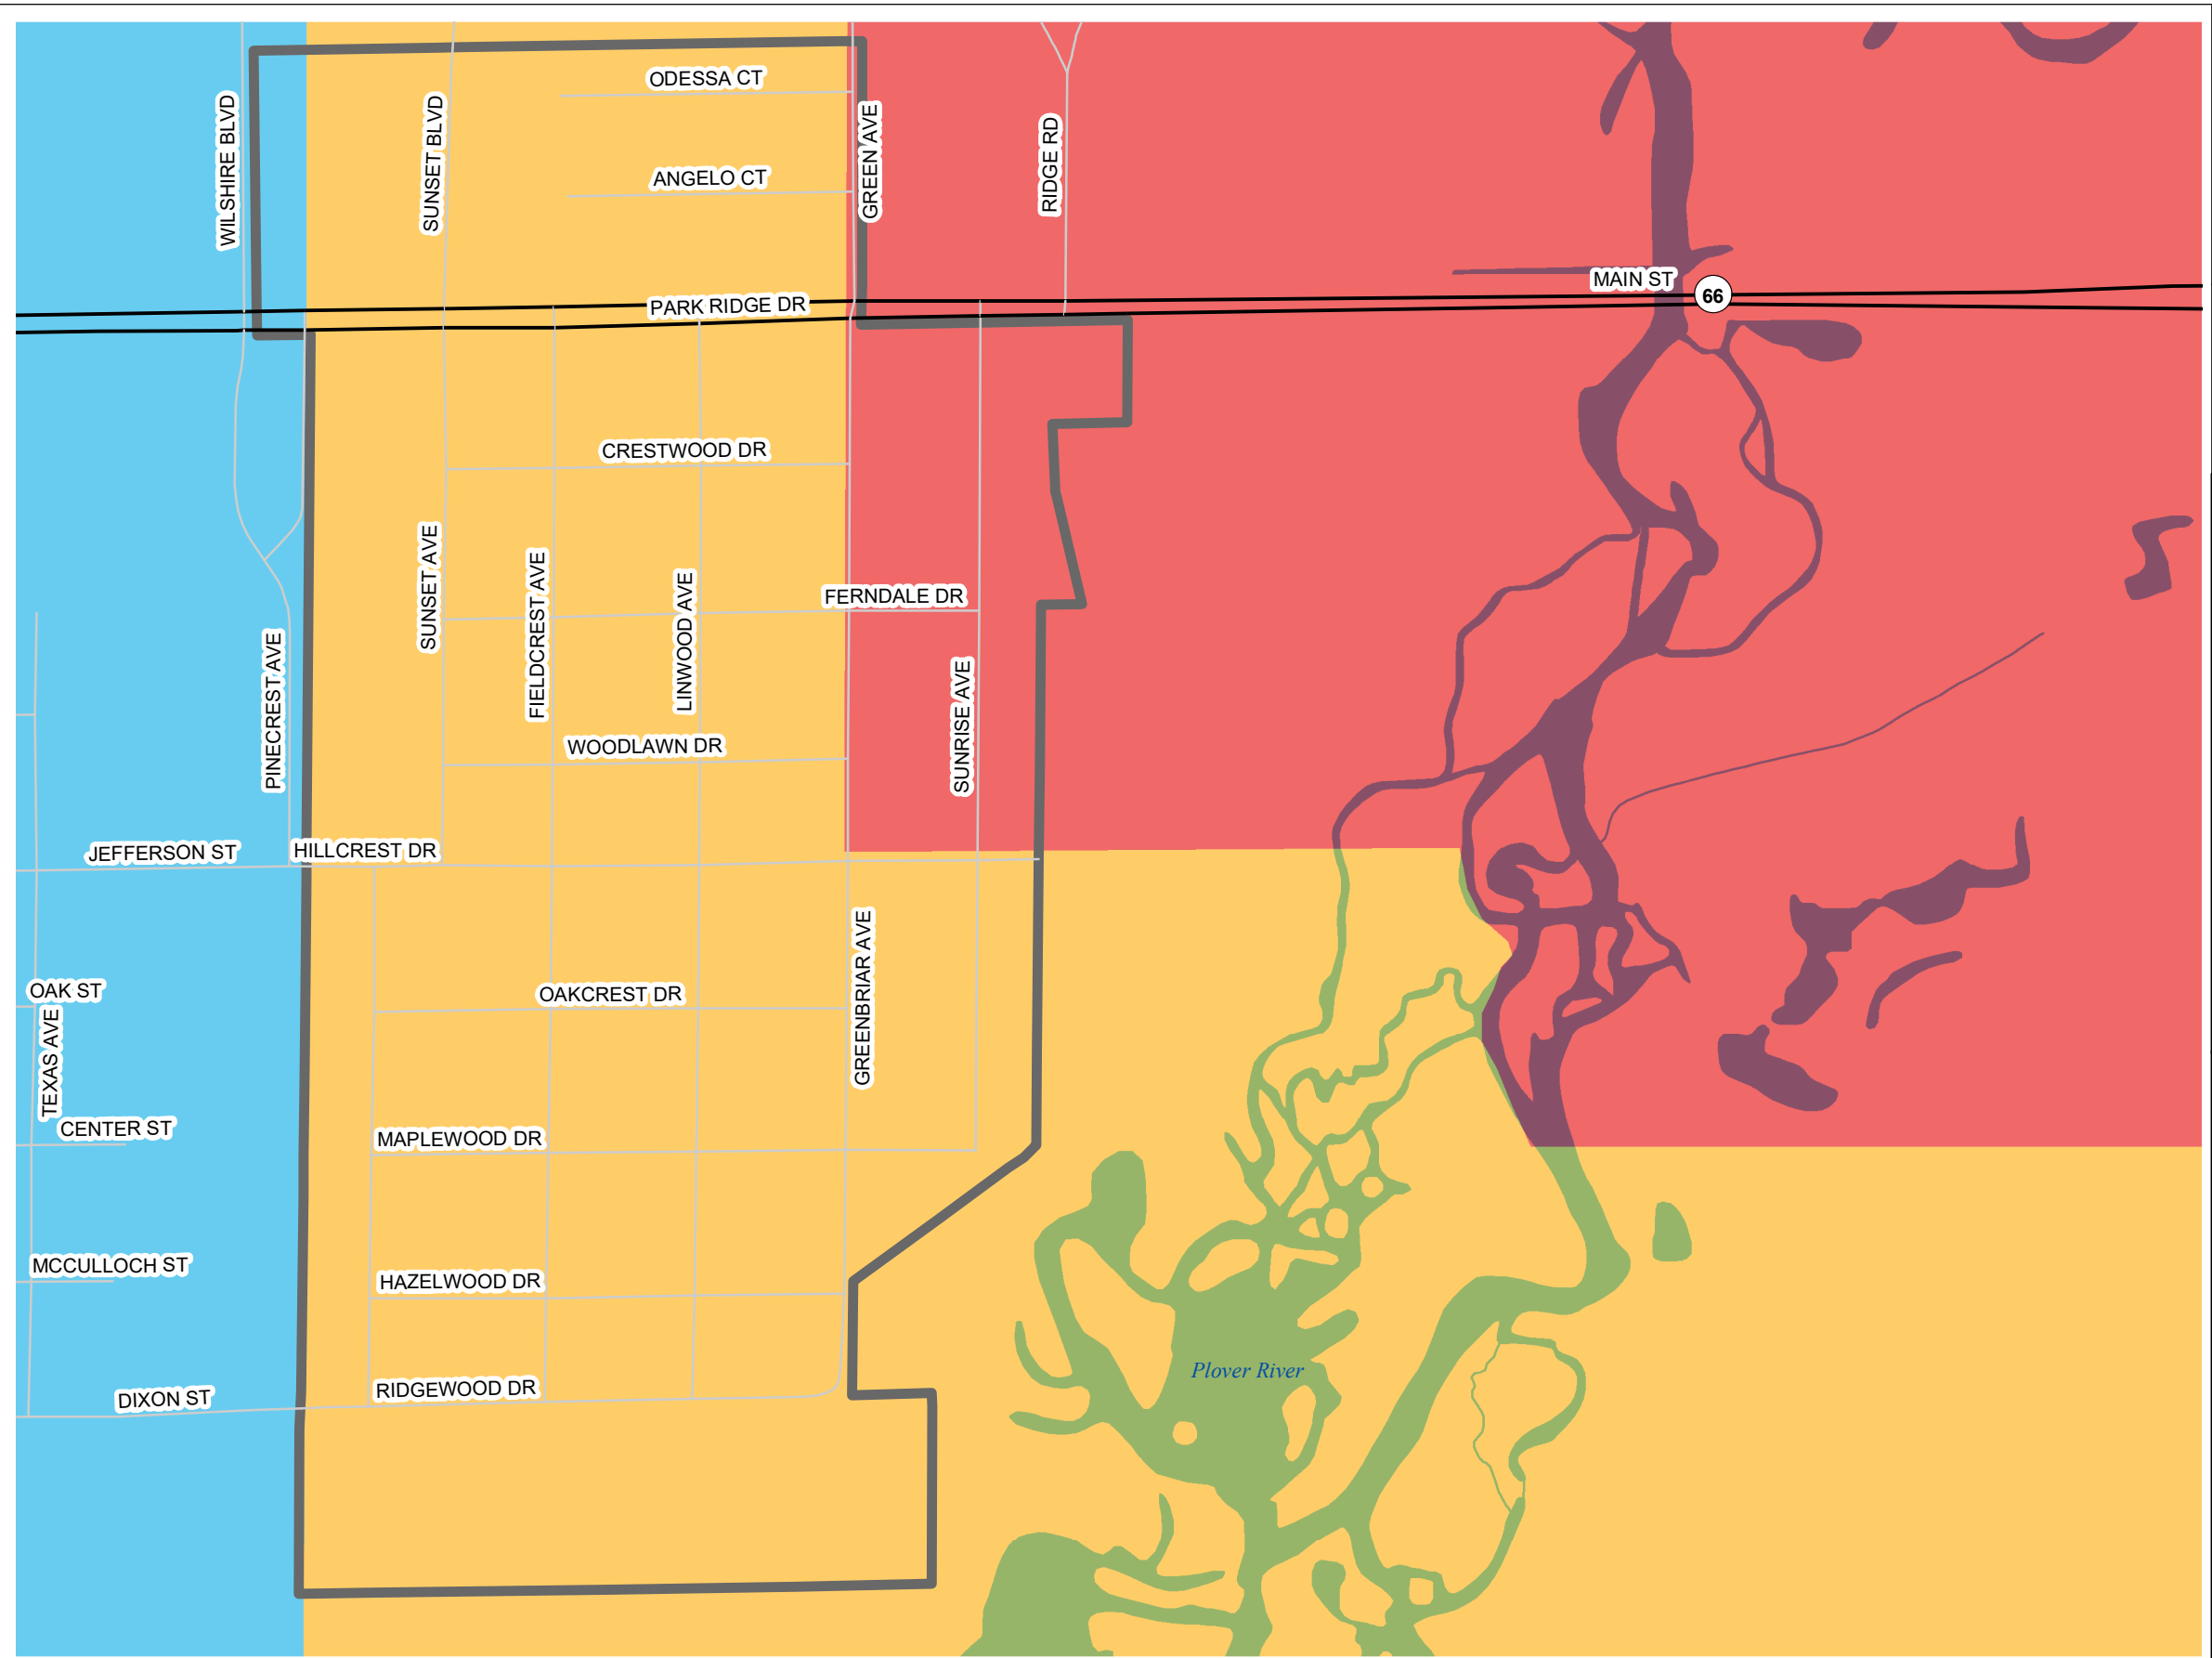 ODESSA CT
WILSHIRE BLVD
SUNSET BLVD
GREEN AVE
RIDGE RD
ANGELO CT
MAIN ST
66
PARK RIDGE DR
CRESTWOOD DR
SUNSET AVE
FIELDCREST AVE
LINWOOD AVE
FERNDALE DR
PINECREST AVE
SUNRISE AVE
WOODLAWN DR
JEFFERSON ST
HILLCREST DR
GREENBRIAR AVE
OAK ST
OAKCREST DR
TEXAS AVE
CENTER ST
MAPLEWOOD DR
MCCULLOCH ST
HAZELWOOD DR
Plover River
DIXON ST
RIDGEWOOD DR